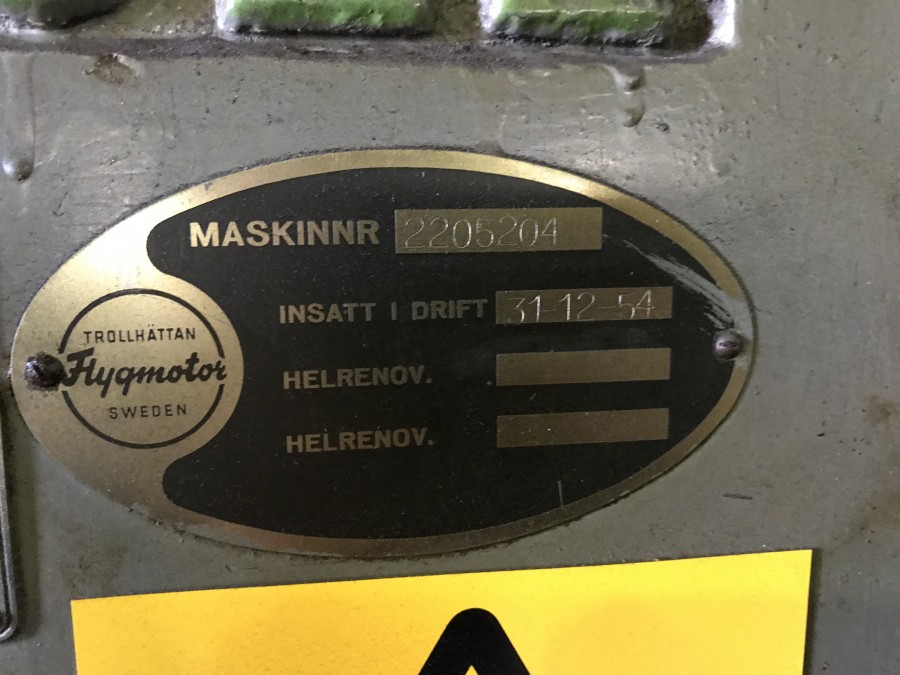 MASKINNR 2205204
INSATT I DRIFT 31-12-54
HELRENOV.
HELRENOV.
TROLLHÄTTAN
Flygmotor
SWEDEN